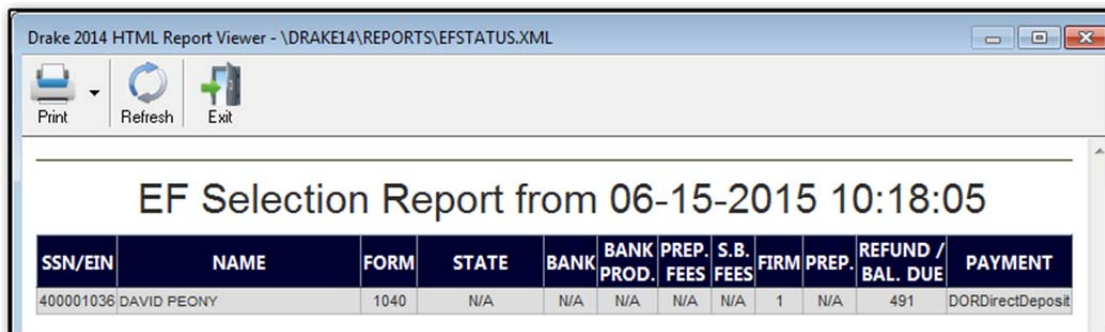 Drake 2014 HTML Report Viewer - \DRAKE14\REPORTS\EFSTATUS.XML
Print Refresh Exit
EF Selection Report from 06-15-2015 10:18:05
SSN/EIN NAME FORM STATE BANK BANK PROD. PREP. FEES S.B. FEES FIRM PREP. REFUND / BAL. DUE PAYMENT
400001036 DAVID PEONY 1040 N/A N/A N/A N/A N/A 1 N/A 491 DORDirectDeposit